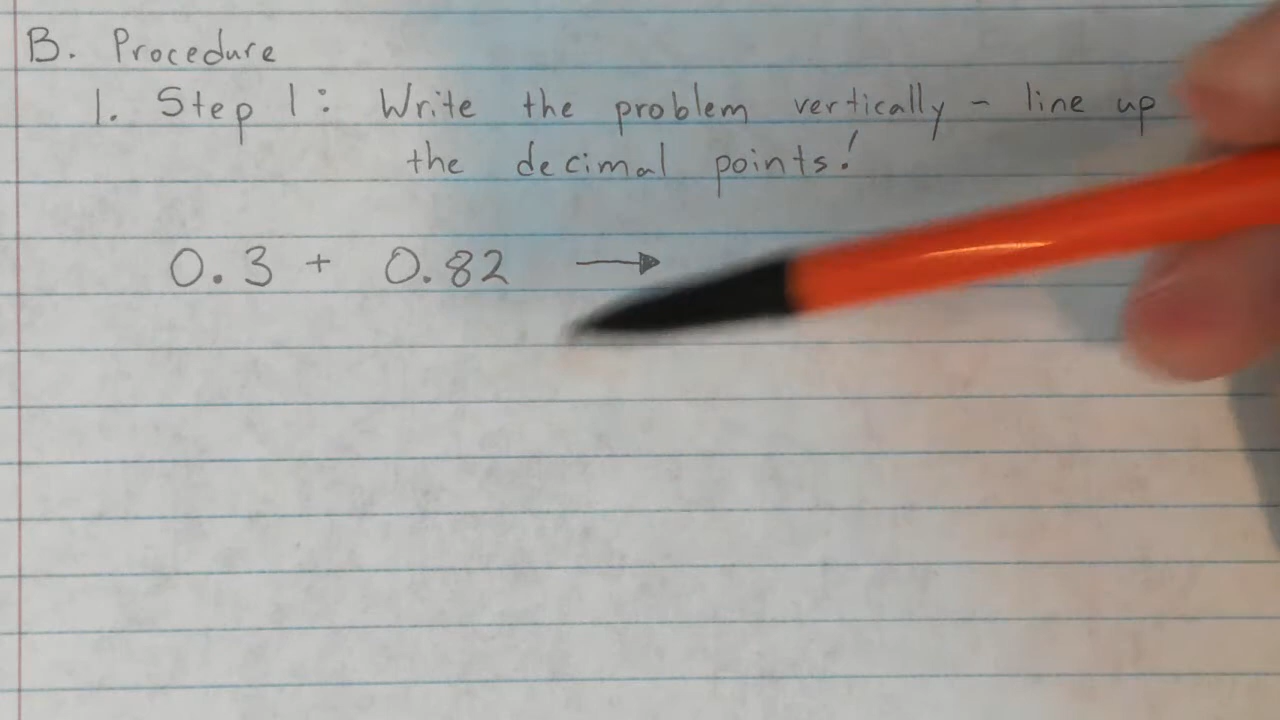 B. Procedure
1. Step 1: Write the problem vertically - line up
the decimal points!
0.3 + 0.82 →